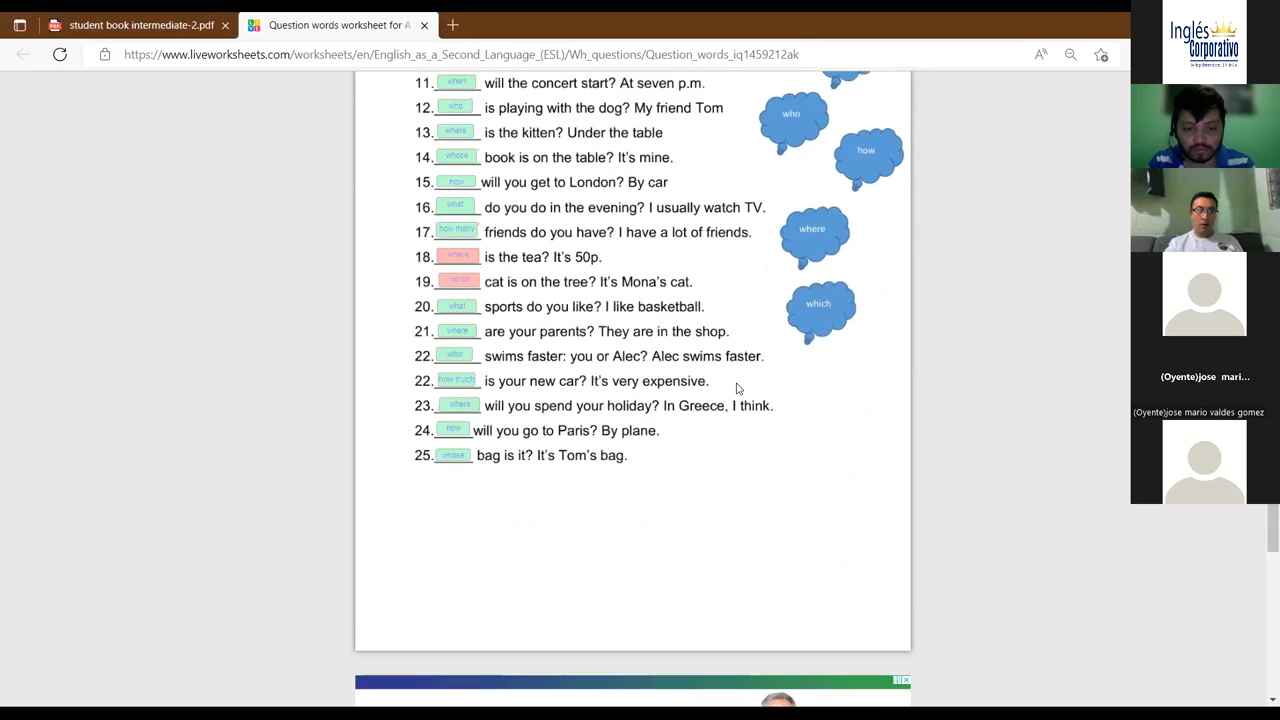 student book intermediate-2.pdf
Question words worksheet for A
https://www.liveworksheets.com/worksheets/en/English_as_a_Second_Language_(ESL)/Wh_questions/Question_words_iq1459212ak
11. when will the concert start? At seven p.m.
12. who is playing with the dog? My friend Tom
13. where is the kitten? Under the table
14. whose book is on the table? It's mine.
15. how will you get to London? By car
16. what do you do in the evening? I usually watch TV.
17. how many friends do you have? I have a lot of friends.
18. where is the tea? It's 50p.
19. cat is on the tree? It's Mona's cat.
20. what sports do you like? I like basketball.
21. where are your parents? They are in the shop.
22. who swims faster: you or Alec? Alec swims faster.
22. how much is your new car? It's very expensive.
23. where will you spend your holiday? In Greece, I think.
24. how will you go to Paris? By plane.
25. whose bag is it? It's Tom's bag.
who
how
where
which
Inglés
Corporativo
(Oyente)jose mari...
(Oyente)jose mario valdes gomez